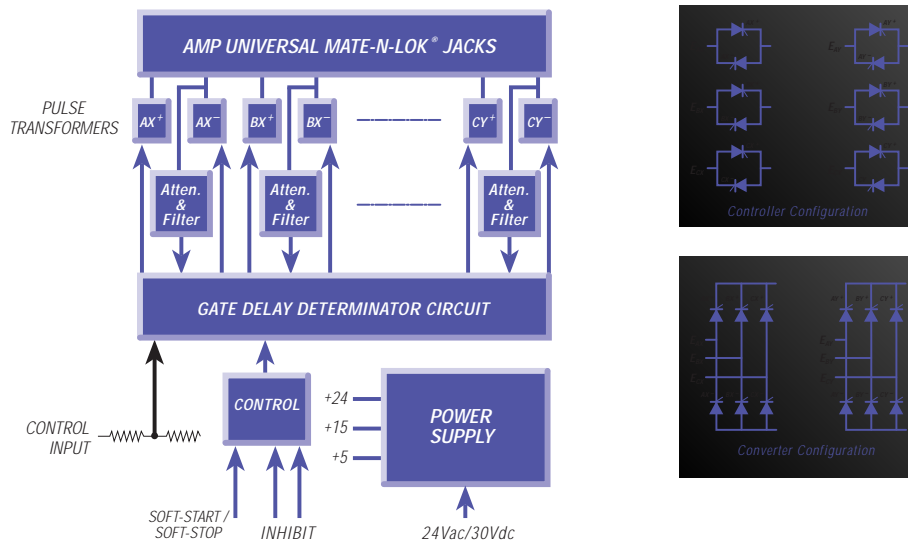 AMP UNIVERSAL MATE-N-LOK® JACKS
PULSE
TRANSFORMERS
AX+
AX−
BX+
BX−
CY+
CY−
Atten.
&
Filter
Atten.
&
Filter
Atten.
&
Filter
GATE DELAY DETERMINATOR CIRCUIT
CONTROL
INPUT
CONTROL
+24
+15
+5
POWER
SUPPLY
SOFT-START /
SOFT-STOP
INHIBIT
24Vac/30Vdc
Controller Configuration
Converter Configuration